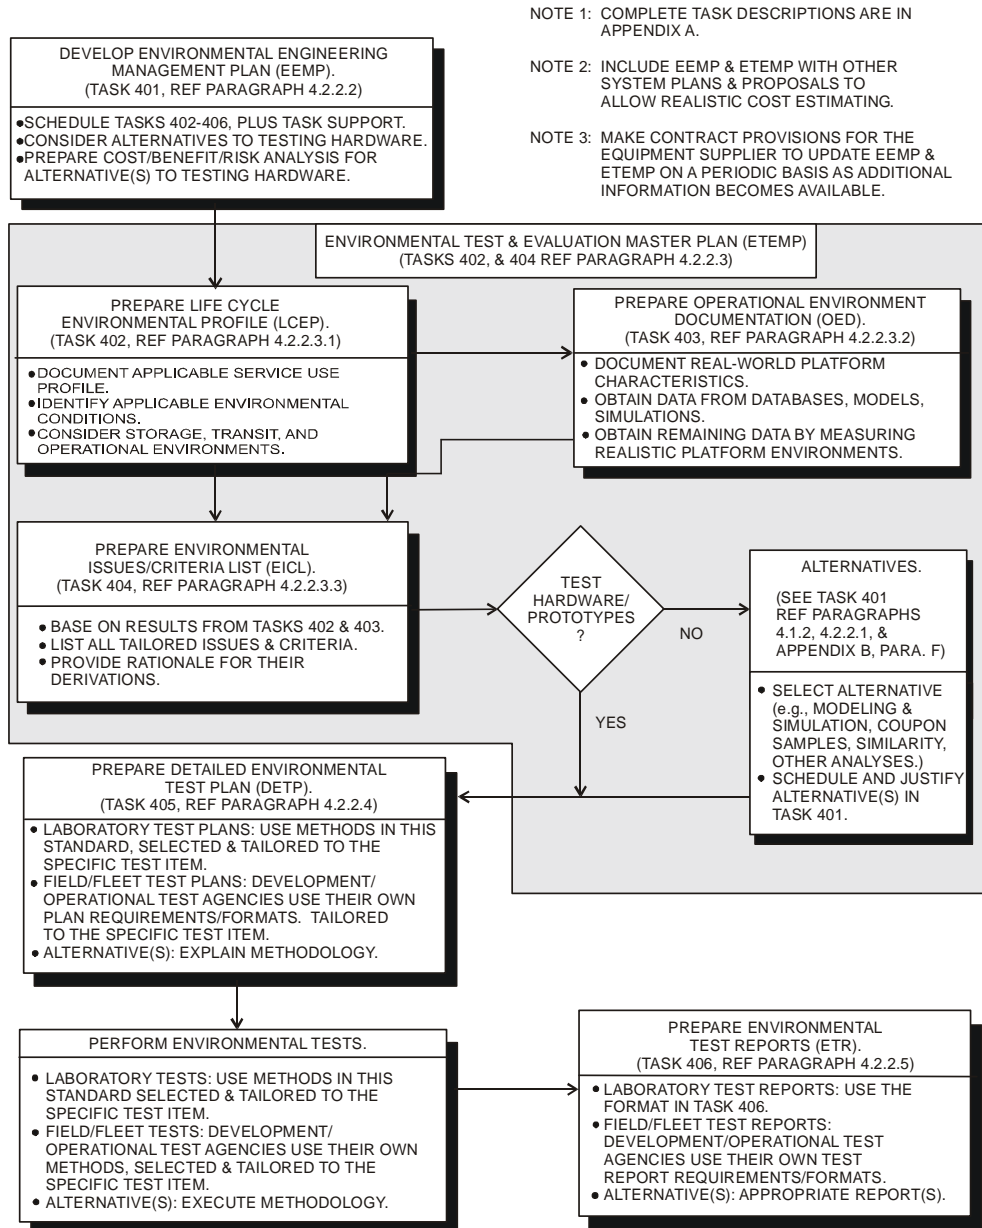 NOTE 1: COMPLETE TASK DESCRIPTIONS ARE IN
APPENDIX A.
NOTE 2: INCLUDE EEMP & ETEMP WITH OTHER
SYSTEM PLANS & PROPOSALS TO
ALLOW REALISTIC COST ESTIMATING.
NOTE 3: MAKE CONTRACT PROVISIONS FOR THE
EQUIPMENT SUPPLIER TO UPDATE EEMP &
ETEMP ON A PERIODIC BASIS AS ADDITIONAL
INFORMATION BECOMES AVAILABLE.
DEVELOP ENVIRONMENTAL ENGINEERING
MANAGEMENT PLAN (EEMP).
(TASK 401, REF PARAGRAPH 4.2.2.2)
●SCHEDULE TASKS 402-406, PLUS TASK SUPPORT.
●CONSIDER ALTERNATIVES TO TESTING HARDWARE.
●PREPARE COST/BENEFIT/RISK ANALYSIS FOR
ALTERNATIVE(S) TO TESTING HARDWARE.
ENVIRONMENTAL TEST & EVALUATION MASTER PLAN (ETEMP)
(TASKS 402, & 404 REF PARAGRAPH 4.2.2.3)
PREPARE LIFE CYCLE
ENVIRONMENTAL PROFILE (LCEP).
(TASK 402, REF PARAGRAPH 4.2.2.3.1)
●DOCUMENT APPLICABLE SERVICE USE
PROFILE.
●IDENTIFY APPLICABLE ENVIRONMENTAL
CONDITIONS.
●CONSIDER STORAGE, TRANSIT, AND
OPERATIONAL ENVIRONMENTS.
PREPARE OPERATIONAL ENVIRONMENT
DOCUMENTATION (OED).
(TASK 403, REF PARAGRAPH 4.2.2.3.2)
● DOCUMENT REAL-WORLD PLATFORM
CHARACTERISTICS.
● OBTAIN DATA FROM DATABASES, MODELS,
SIMULATIONS.
● OBTAIN REMAINING DATA BY MEASURING
REALISTIC PLATFORM ENVIRONMENTS.
PREPARE ENVIRONMENTAL
ISSUES/CRITERIA LIST (EICL).
(TASK 404, REF PARAGRAPH 4.2.2.3.3)
● BASE ON RESULTS FROM TASKS 402 & 403.
● LIST ALL TAILORED ISSUES & CRITERIA.
● PROVIDE RATIONALE FOR THEIR
DERIVATIONS.
TEST
HARDWARE/
PROTOTYPES
?
NO
YES
ALTERNATIVES.
(SEE TASK 401
REF PARAGRAPHS
4.1.2, 4.2.2.1, &
APPENDIX B, PARA. F)
● SELECT ALTERNATIVE
(e.g., MODELING &
SIMULATION, COUPON
SAMPLES, SIMILARITY,
OTHER ANALYSES.)
● SCHEDULE AND JUSTIFY
ALTERNATIVE(S) IN
TASK 401.
PREPARE DETAILED ENVIRONMENTAL
TEST PLAN (DETP).
(TASK 405, REF PARAGRAPH 4.2.2.4)
● LABORATORY TEST PLANS: USE METHODS IN THIS
STANDARD, SELECTED & TAILORED TO THE
SPECIFIC TEST ITEM.
● FIELD/FLEET TEST PLANS: DEVELOPMENT/
OPERATIONAL TEST AGENCIES USE THEIR OWN
PLAN REQUIREMENTS/FORMATS. TAILORED
TO THE SPECIFIC TEST ITEM.
● ALTERNATIVE(S): EXPLAIN METHODOLOGY.
PERFORM ENVIRONMENTAL TESTS.
● LABORATORY TESTS: USE METHODS IN THIS
STANDARD SELECTED & TAILORED TO THE
SPECIFIC TEST ITEM.
● FIELD/FLEET TESTS: DEVELOPMENT/
OPERATIONAL TEST AGENCIES USE THEIR OWN
METHODS, SELECTED & TAILORED TO THE
SPECIFIC TEST ITEM.
● ALTERNATIVE(S): EXECUTE METHODOLOGY.
PREPARE ENVIRONMENTAL
TEST REPORTS (ETR).
(TASK 406, REF PARAGRAPH 4.2.2.5)
● LABORATORY TEST REPORTS: USE THE
FORMAT IN TASK 406.
● FIELD/FLEET TEST REPORTS:
DEVELOPMENT/OPERATIONAL TEST
AGENCIES USE THEIR OWN TEST
REPORT REQUIREMENTS/FORMATS.
● ALTERNATIVE(S): APPROPRIATE REPORT(S).